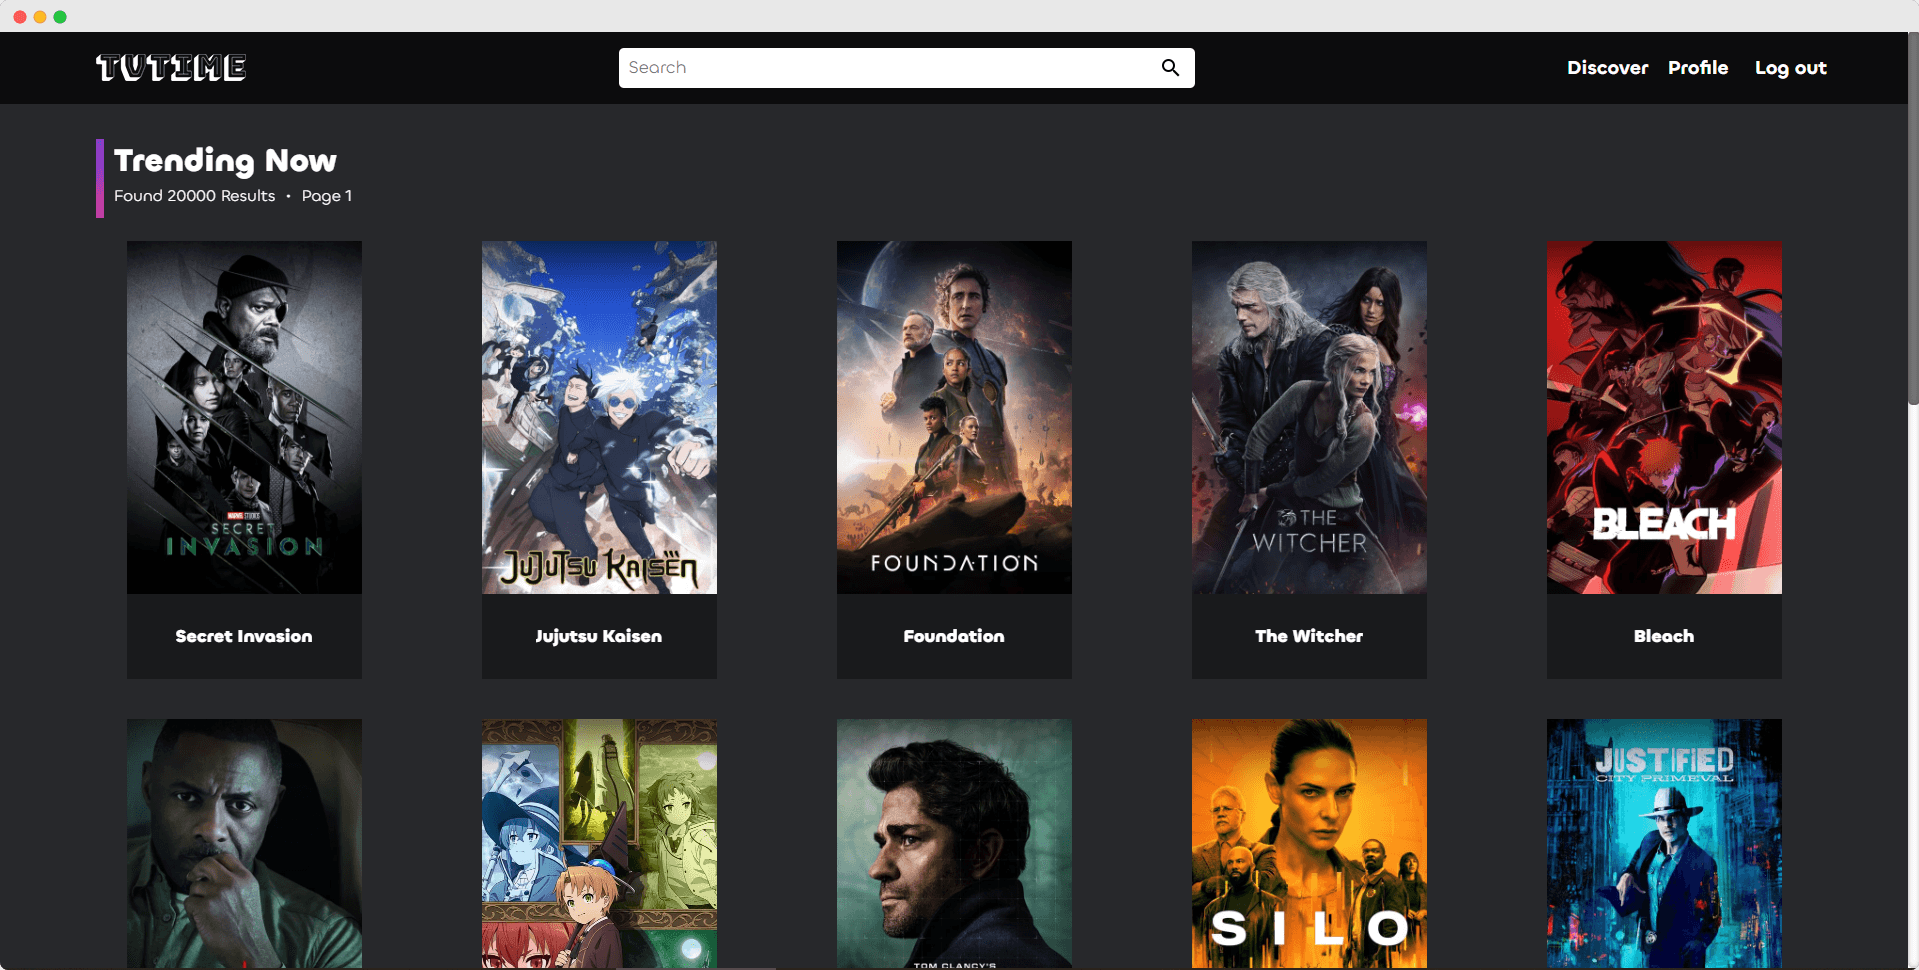 TVTIME
Search
Discover Profile Log out
Trending Now
Found 20000 Results • Page 1
MARVEL STUDIOS
SECRET
INVASION
JUJUTSU KAISEN
FOUNDATION
THE
WITCHER
BLEACH
Secret Invasion
Jujutsu Kaisen
Foundation
The Witcher
Bleach
TOM CLANCY'S
SILO
JUSTIFIED
CITY PRIMEVAL